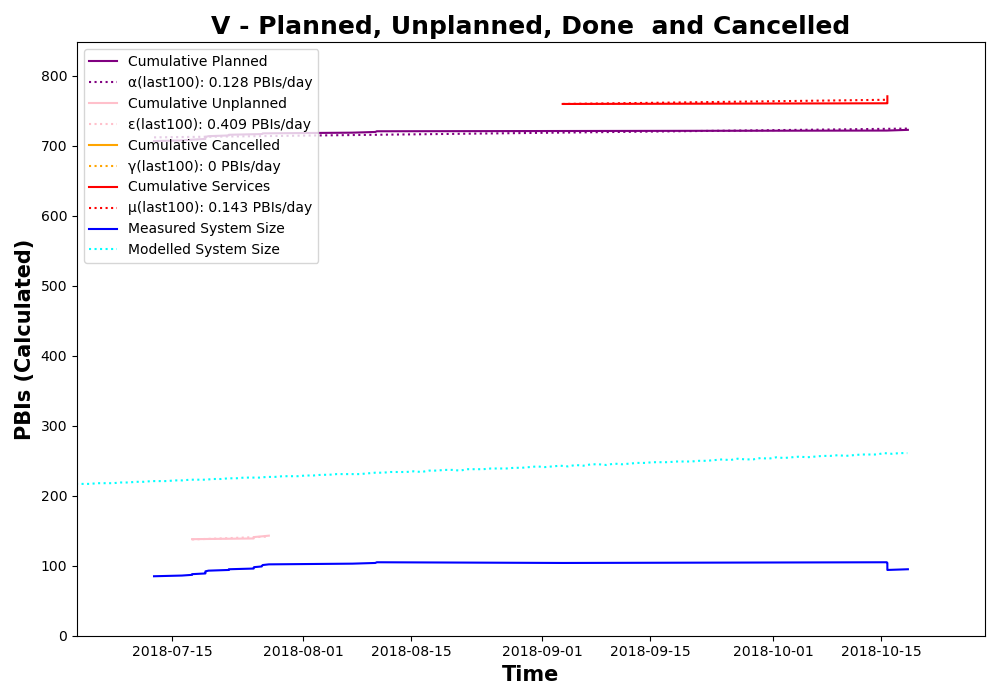 V - Planned, Unplanned, Done  and Cancelled
Cumulative Planned
α(last100): 0.128 PBIs/day
Cumulative Unplanned
ε(last100): 0.409 PBIs/day
Cumulative Cancelled
γ(last100): 0 PBIs/day
Cumulative Services
μ(last100): 0.143 PBIs/day
Measured System Size
Modelled System Size
PBIs (Calculated)
800
700
600
500
400
300
200
100
0
2018-07-15
2018-08-01
2018-08-15
2018-09-01
2018-09-15
2018-10-01
2018-10-15
Time